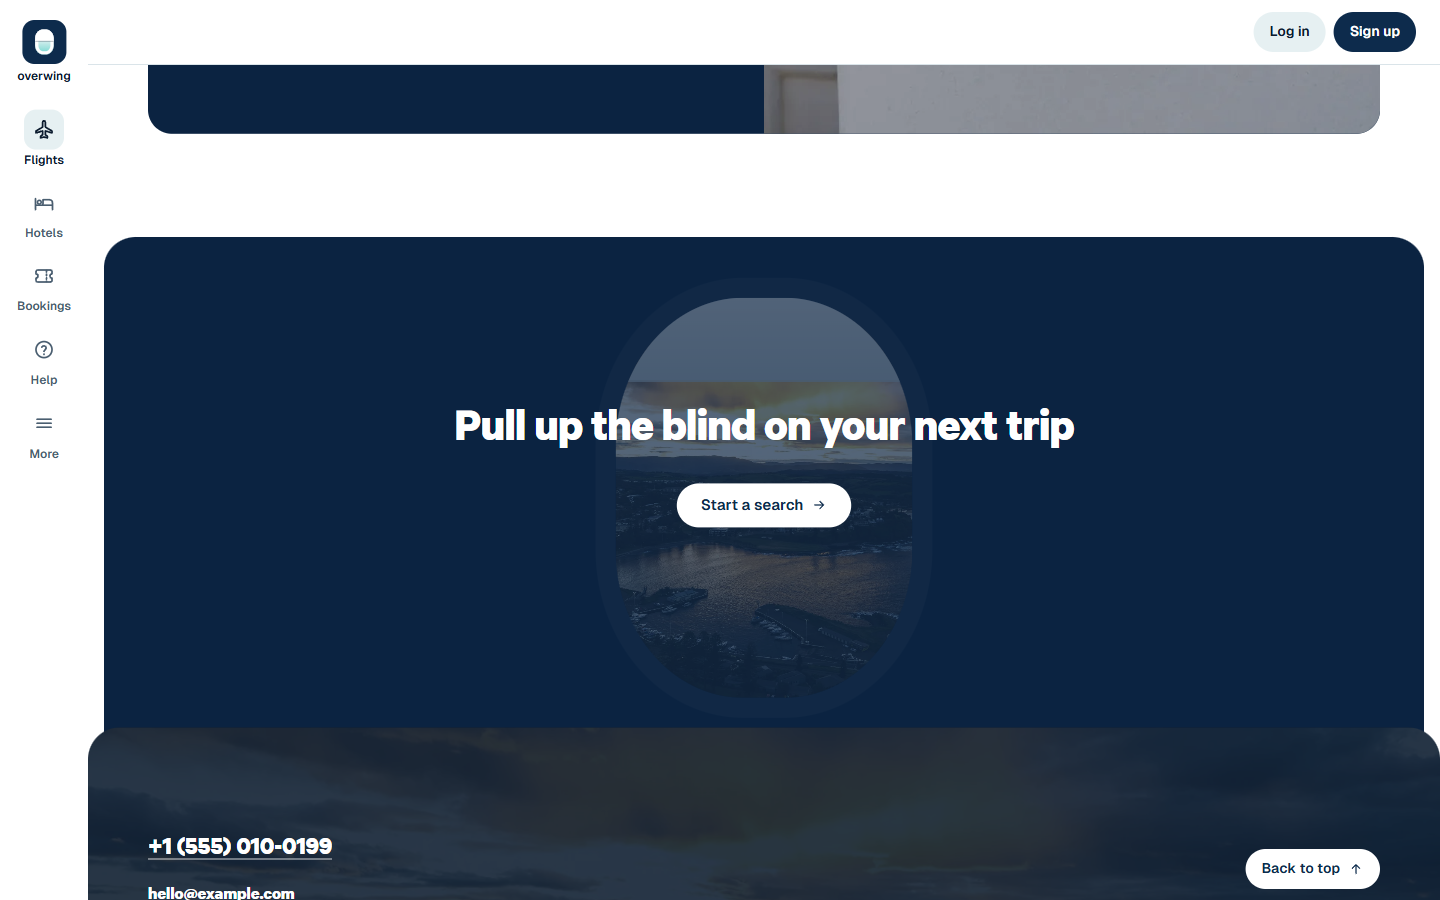 Log in
Sign up
overwing
Flights
Hotels
Bookings
Help
More
Pull up the blind on your next trip
Start a search
+1 (555) 010-0199
hello@example.com
Back to top